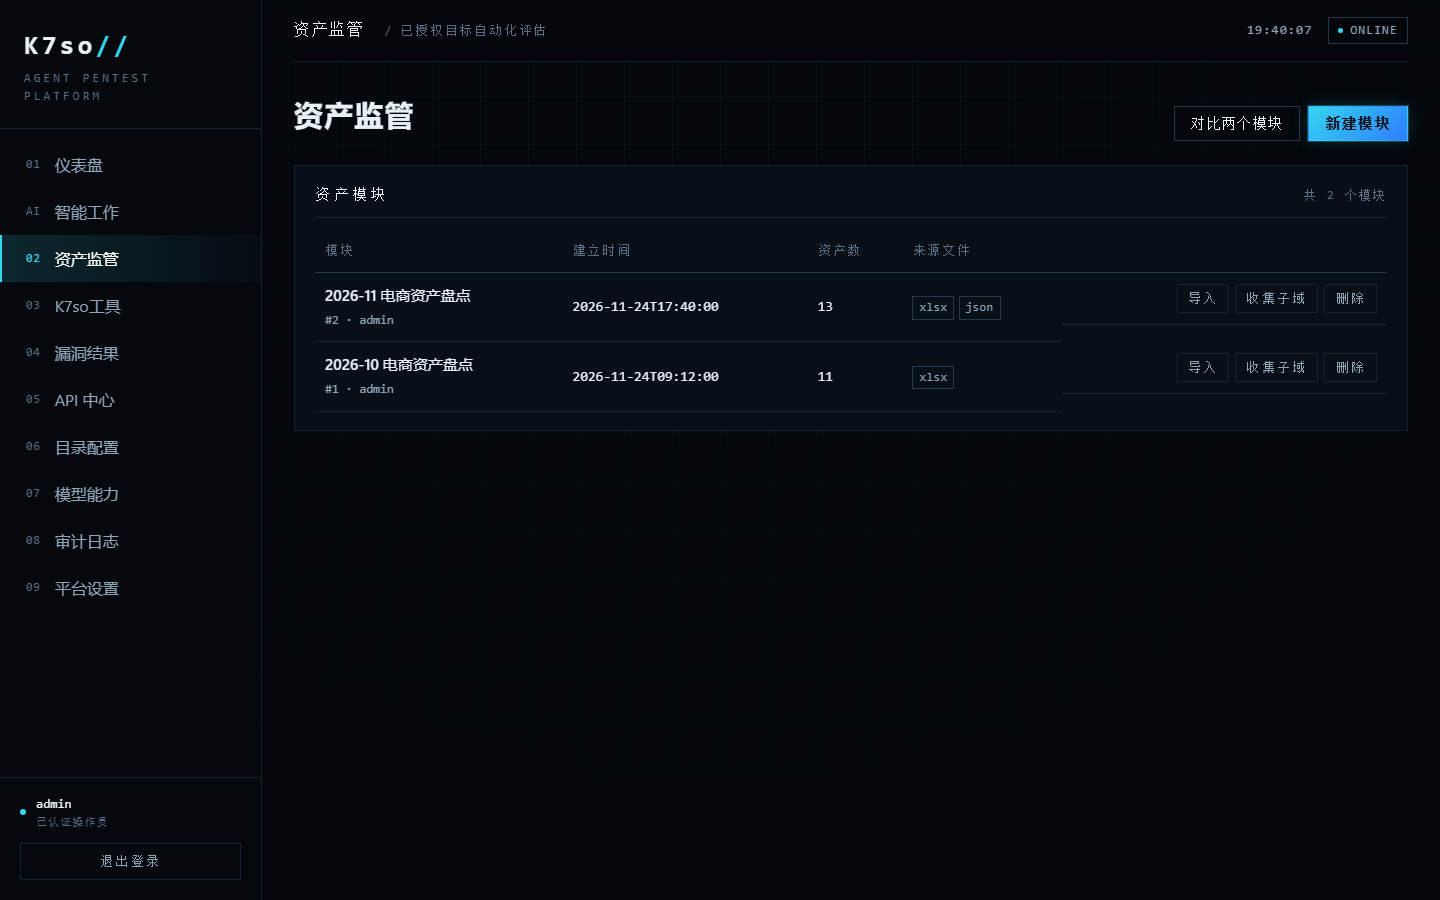 K7so//
AGENT PENTEST
PLATFORM
01 仪表盘
AI 智能工作
02 资产监管
03 K7so工具
04 漏洞结果
05 API 中心
06 目录配置
07 模型能力
08 审计日志
09 平台设置
admin
已认证操作员
退出登录
资产监管 / 已授权目标自动化评估
19:40:07 ONLINE
资产监管
对比两个模块 新建模块
资产模块 共 2 个模块
模块 建立时间 资产数 来源文件
2026-11 电商资产盘点
#2 · admin
2026-11-24T17:40:00 13 xlsx json 导入 收集子域 删除
2026-10 电商资产盘点
#1 · admin
2026-11-24T09:12:00 11 xlsx 导入 收集子域 删除